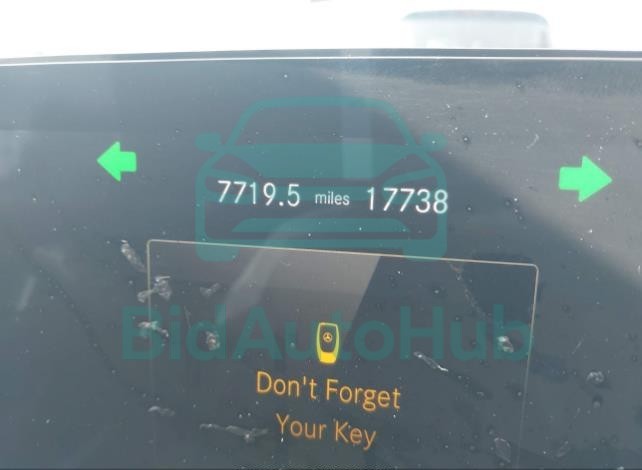 7719.5 miles 17738
BidAutoHub
Don't Forget
Your Key